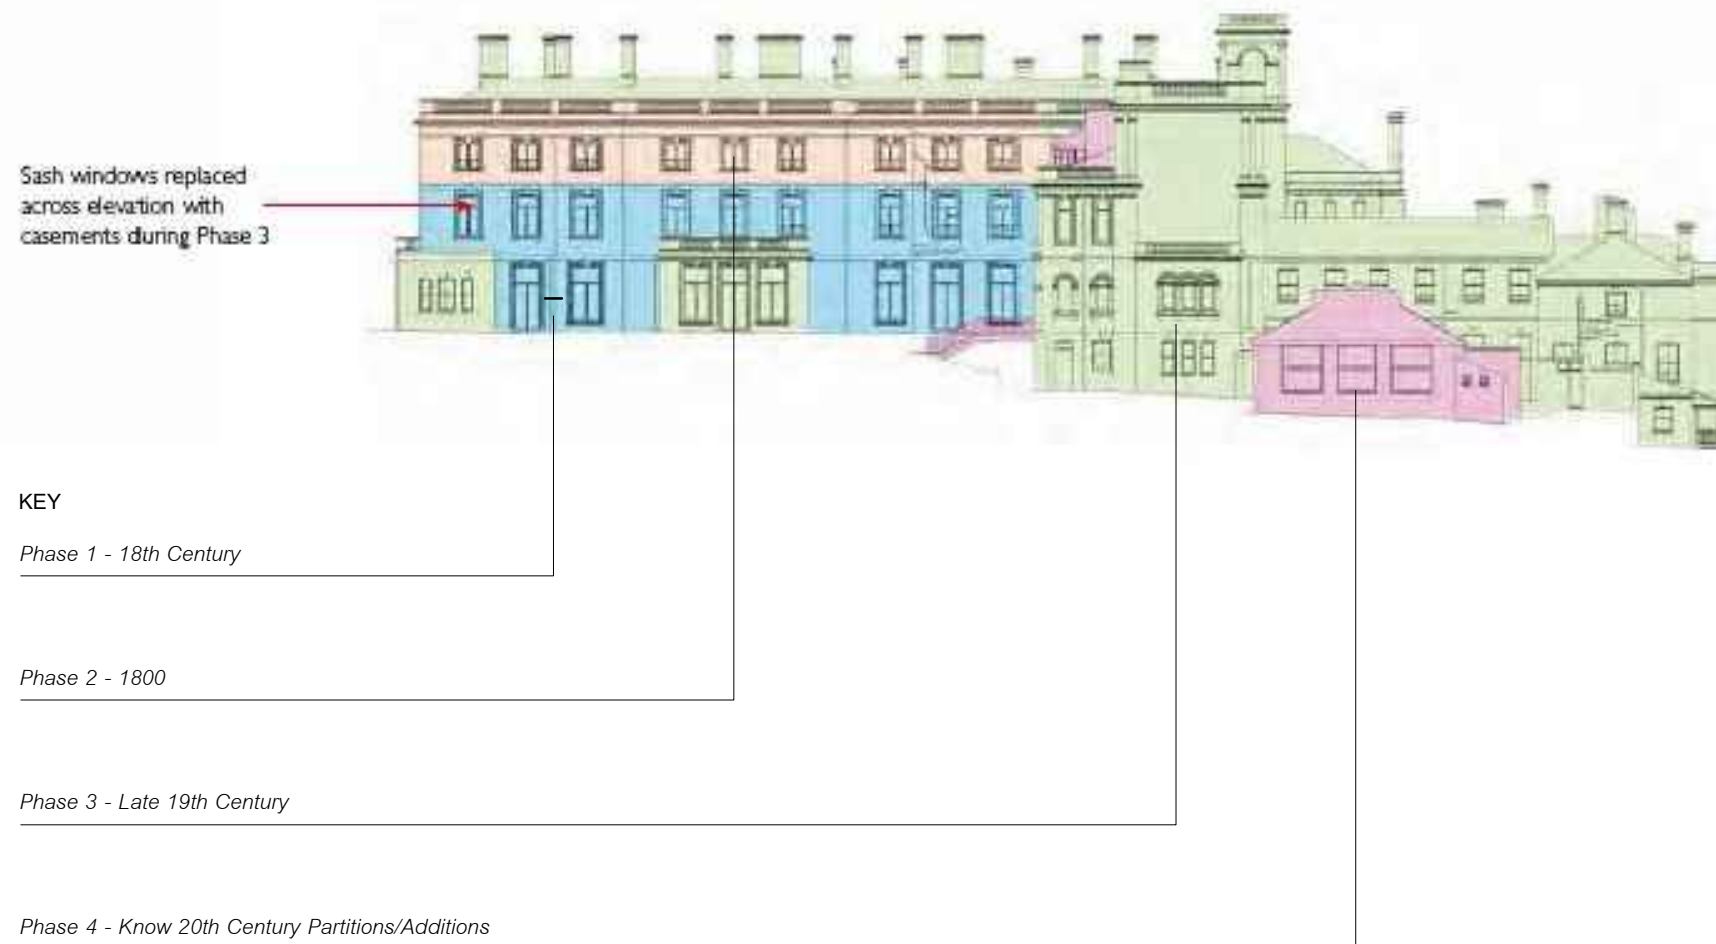 Sash windows replaced
across elevation with
casements during Phase 3
KEY
Phase 1 - 18th Century
Phase 2 - 1800
Phase 3 - Late 19th Century
Phase 4 - Know 20th Century Partitions/Additions